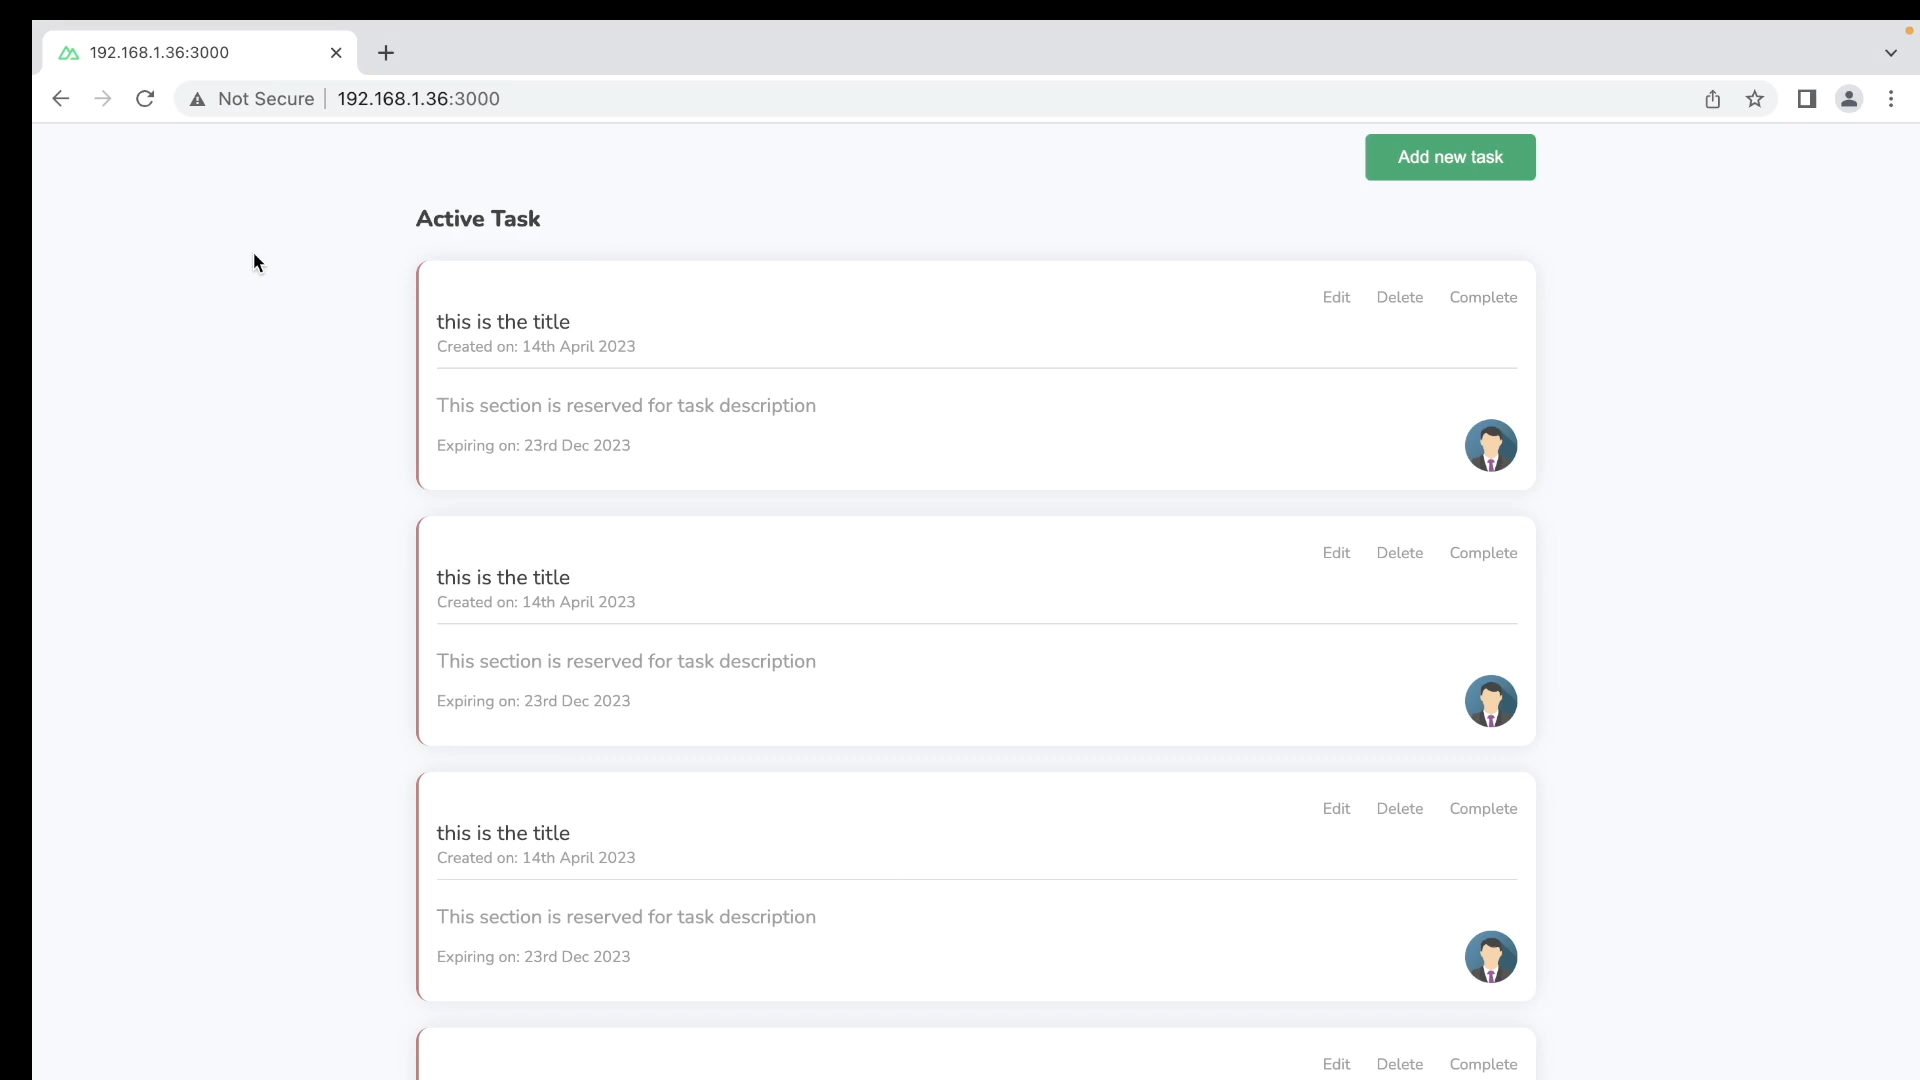 192.168.1.36:3000
Not Secure
192.168.1.36:3000
Add new task
Active Task
Edit Delete Complete
this is the title
Created on: 14th April 2023
This section is reserved for task description
Expiring on: 23rd Dec 2023
Edit Delete Complete
this is the title
Created on: 14th April 2023
This section is reserved for task description
Expiring on: 23rd Dec 2023
Edit Delete Complete
this is the title
Created on: 14th April 2023
This section is reserved for task description
Expiring on: 23rd Dec 2023
Edit Delete Complete